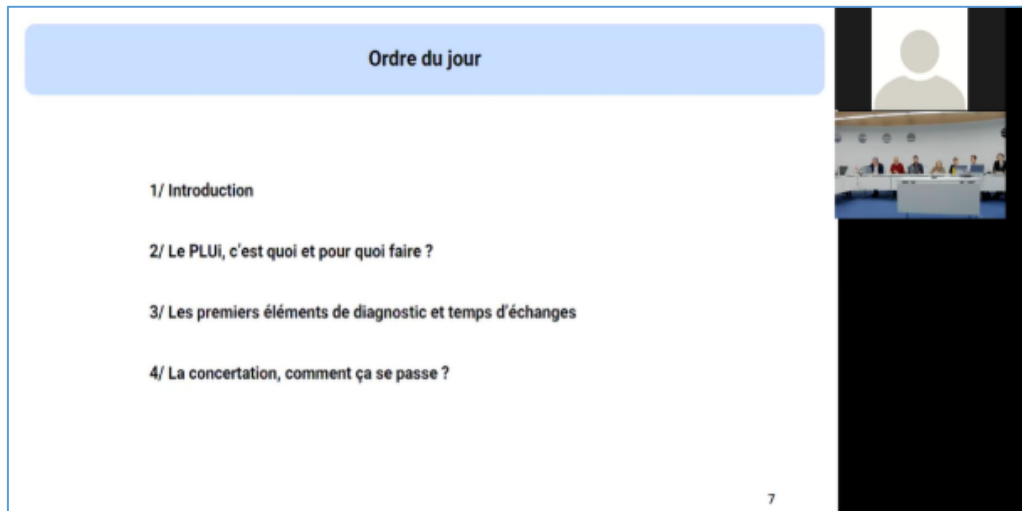 Ordre du jour
1/ Introduction
2/ Le PLUi, c'est quoi et pour quoi faire ?
3/ Les premiers éléments de diagnostic et temps d'échanges
4/ La concertation, comment ça se passe ?
7